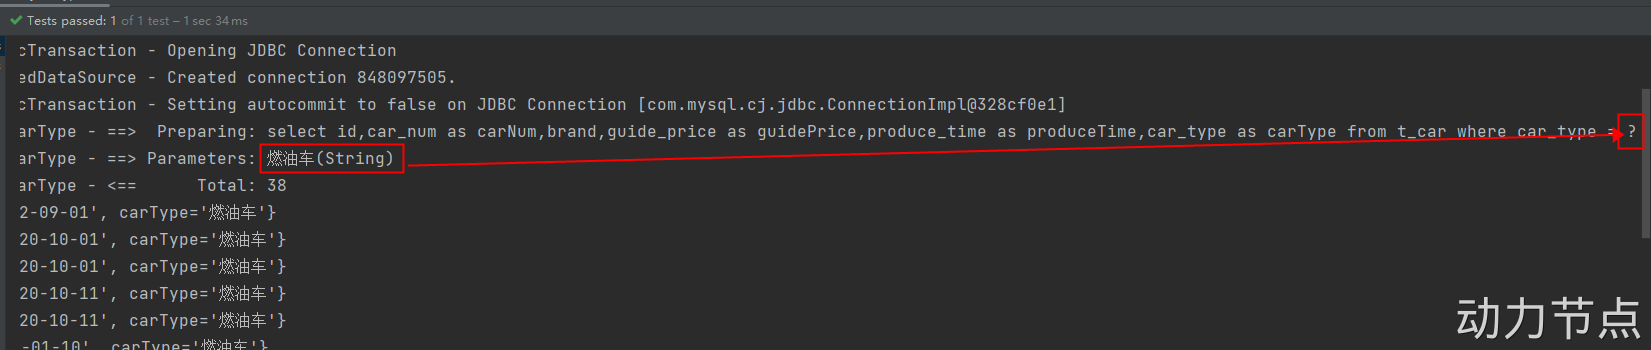 Tests passed: 1 of 1 test – 1 sec 34 ms
cTransaction - Opening JDBC Connection
edDataSource - Created connection 848097505.
cTransaction - Setting autocommit to false on JDBC Connection [com.mysql.cj.jdbc.ConnectionImpl@328cf0e1]
arType - ==>  Preparing: select id,car_num as carNum,brand,guide_price as guidePrice,produce_time as produceTime,car_type as carType from t_car where car_type = ?
arType - ==> Parameters: 燃油车(String)
arType - <==      Total: 38
2-09-01', carType='燃油车'}
20-10-01', carType='燃油车'}
20-10-01', carType='燃油车'}
20-10-11', carType='燃油车'}
20-10-11', carType='燃油车'}
-01-10', carType='燃油车'}
动力节点